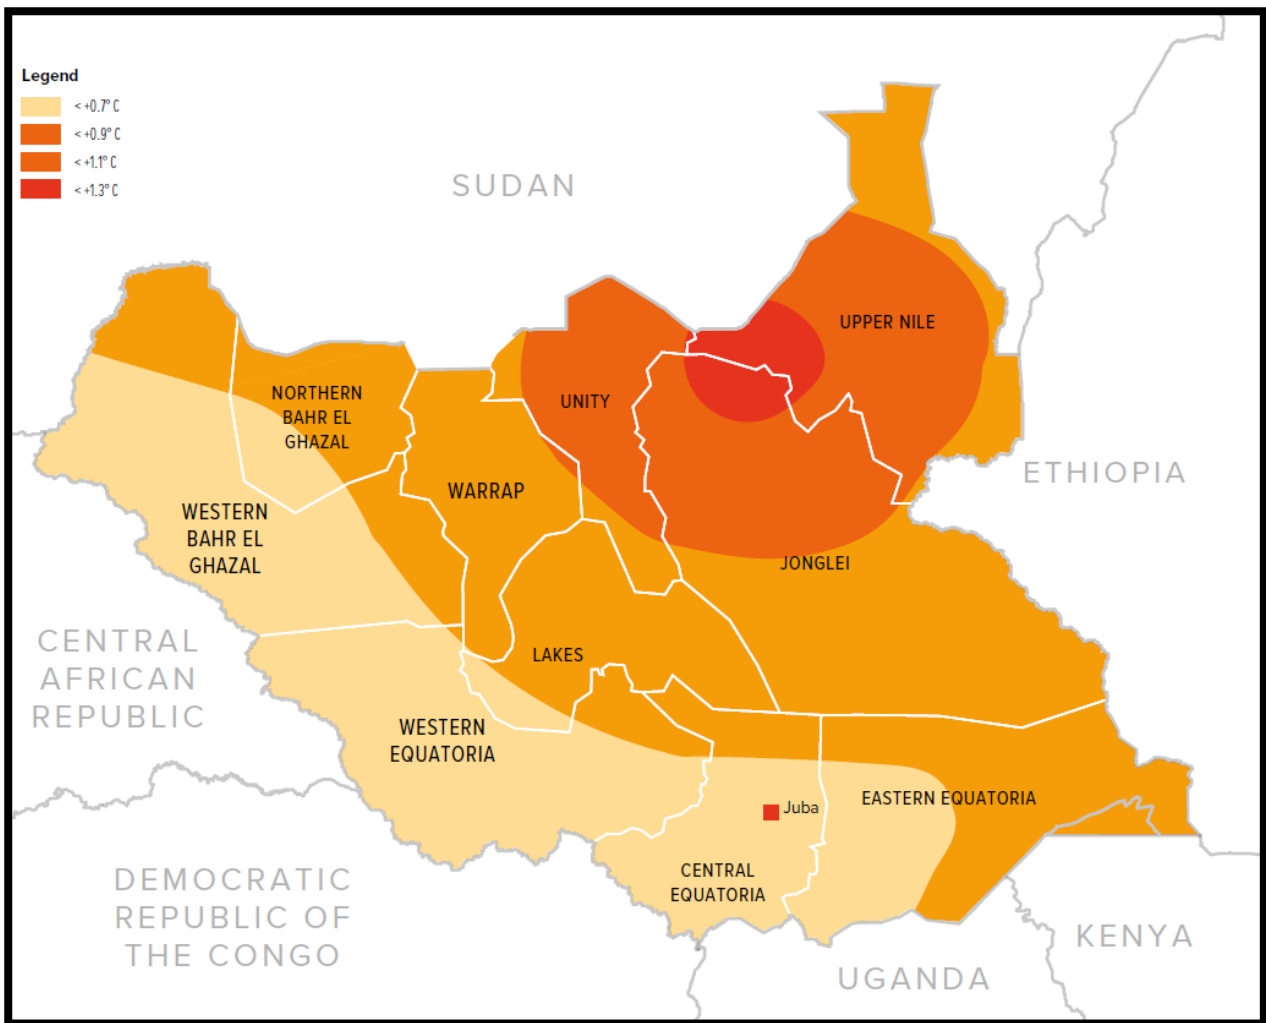 Legend
< +0.7° C
< +0.9° C
< +1.1° C
< +1.3° C
SUDAN
UPPER NILE
NORTHERN
BAHR EL
GHAZAL
UNITY
ETHIOPIA
WARRAP
WESTERN
BAHR EL
GHAZAL
JONGLEI
CENTRAL
AFRICAN
REPUBLIC
LAKES
WESTERN
EQUATORIA
EASTERN EQUATORIA
Juba
CENTRAL
EQUATORIA
DEMOCRATIC
REPUBLIC OF
THE CONGO
KENYA
UGANDA